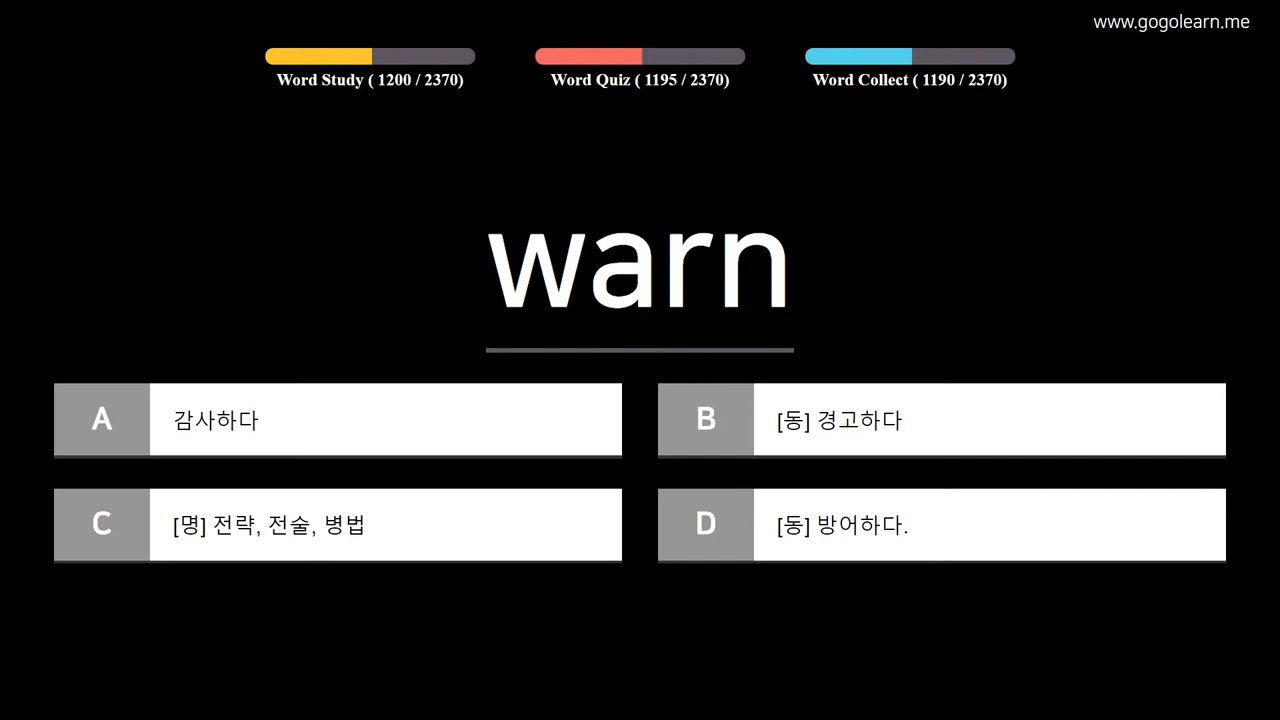 www.gogolearn.me
Word Study ( 1200 / 2370)
Word Quiz ( 1195 / 2370)
Word Collect ( 1190 / 2370)
warn
A 감사하다
B [동] 경고하다
C [명] 전략, 전술, 병법
D [동] 방어하다.